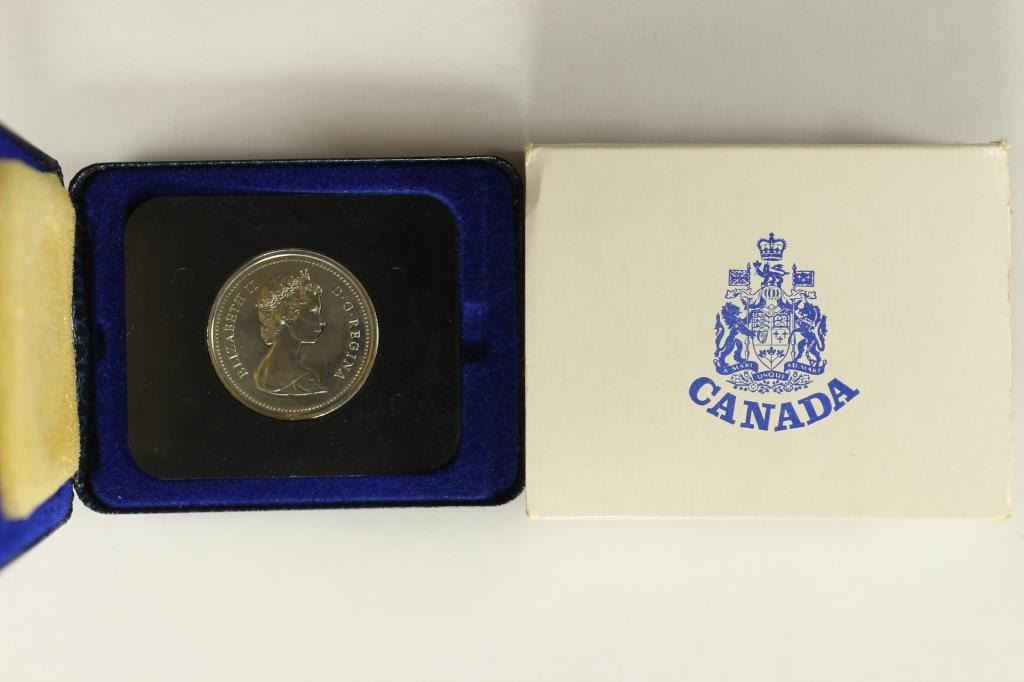 ELIZABETH II D·G·REGINA
A MARI USQUE AD MARE
CANADA